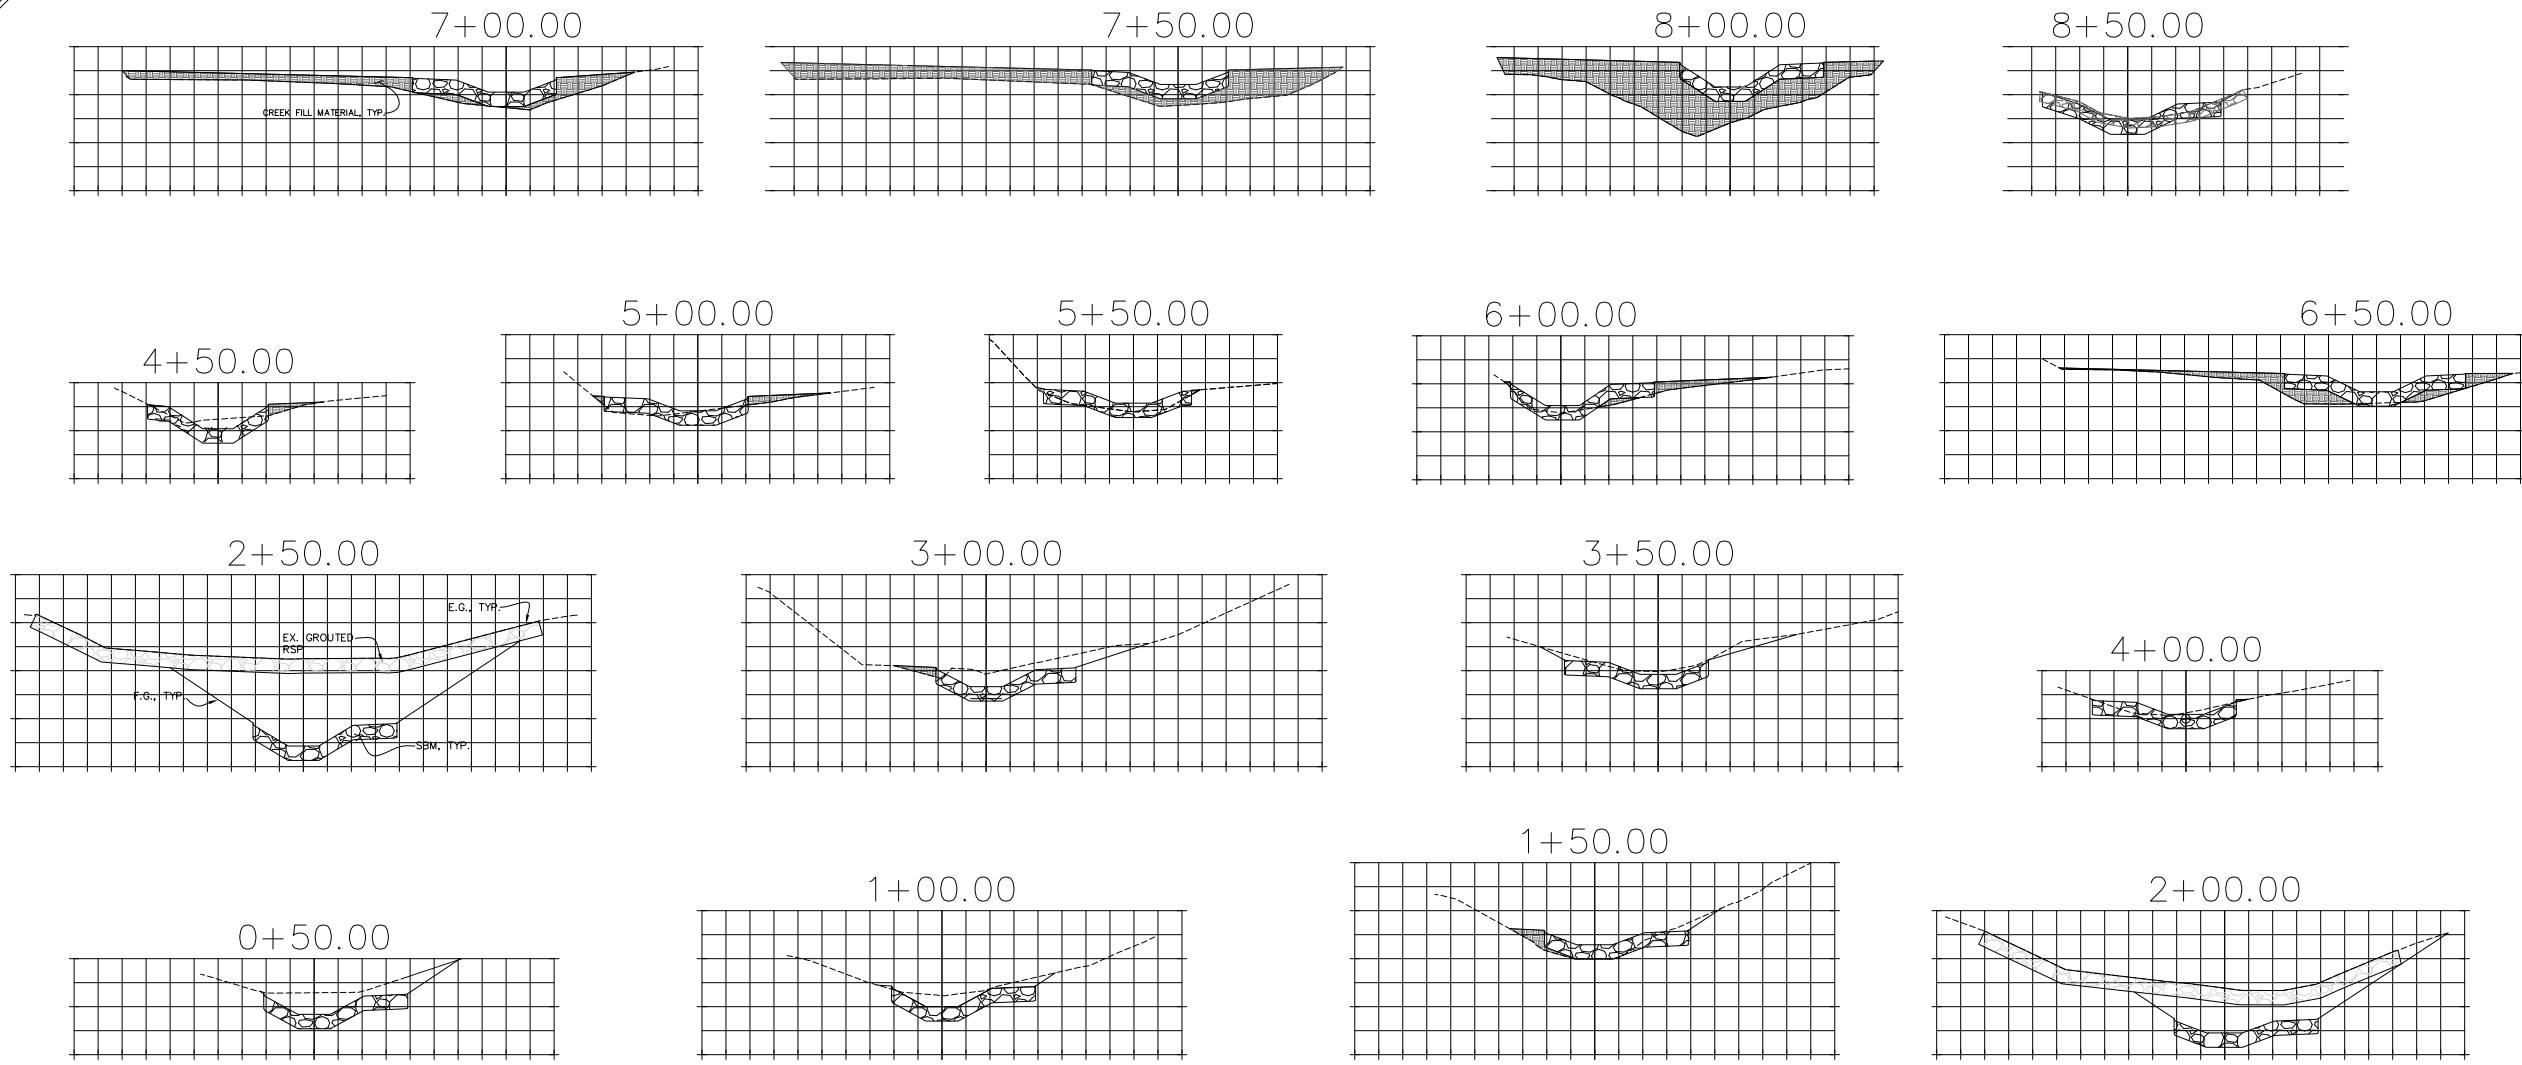 7+00.00
7+50.00
8+00.00
8+50.00
CREEK FILL MATERIAL, TYP.
4+50.00
5+00.00
5+50.00
6+00.00
6+50.00
2+50.00
3+00.00
3+50.00
4+00.00
E.G., TYP.
EX. GROUTED
RSP
F.G., TYP.
SBM, TYP.
0+50.00
1+00.00
1+50.00
2+00.00